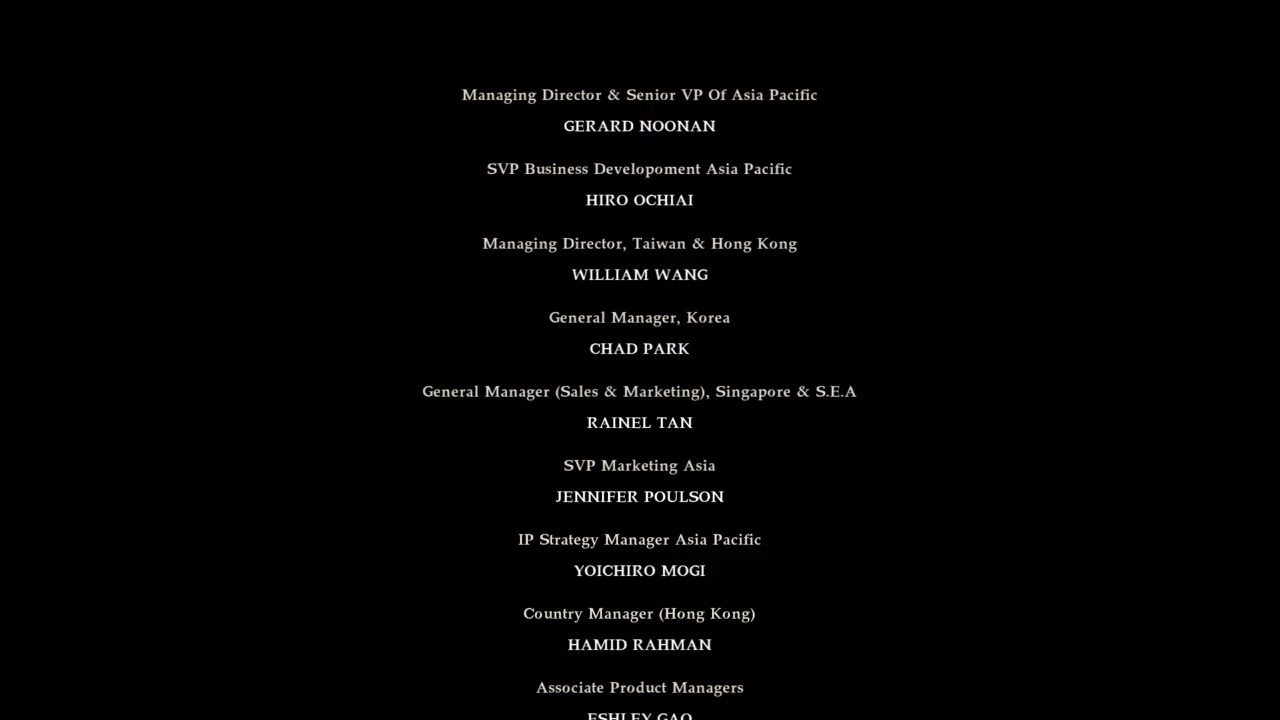 Managing Director & Senior VP Of Asia Pacific
GERARD NOONAN
SVP Business Developoment Asia Pacific
HIRO OCHIAI
Managing Director, Taiwan & Hong Kong
WILLIAM WANG
General Manager, Korea
CHAD PARK
General Manager (Sales & Marketing), Singapore & S.E.A
RAINEL TAN
SVP Marketing Asia
JENNIFER POULSON
IP Strategy Manager Asia Pacific
YOICHIRO MOGI
Country Manager (Hong Kong)
HAMID RAHMAN
Associate Product Managers
ESHLEY GAO